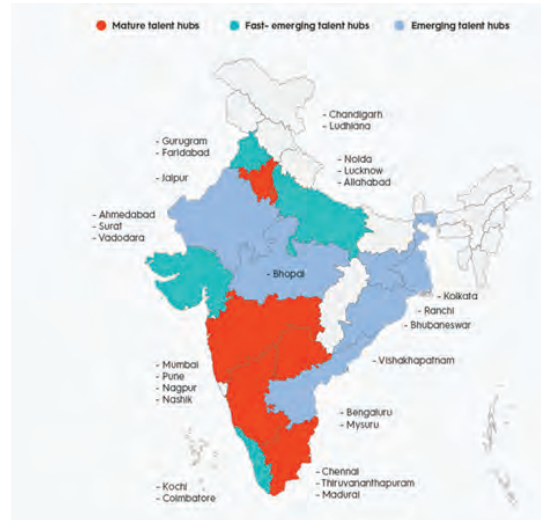 Mature talent hubs
Fast- emerging talent hubs
Emerging talent hubs
- Chandigarh
- Ludhiana
- Gurugram
- Faridabad
- Noida
- Lucknow
- Allahabad
- Jaipur
- Ahmedabad
- Surat
- Vadodara
- Bhopal
- Kolkata
- Ranchi
- Bhubaneswar
- Vishakhapatnam
- Mumbai
- Pune
- Nagpur
- Nashik
- Bengaluru
- Mysuru
- Chennai
- Thiruvananthapuram
- Madurai
- Kochi
- Coimbatore